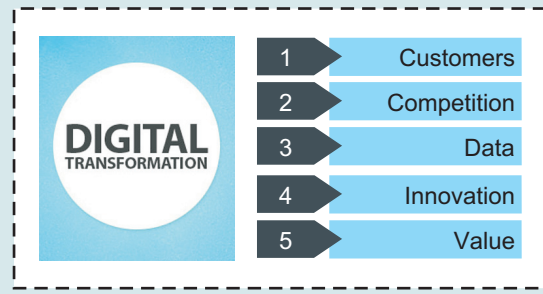 DIGITAL
TRANSFORMATION
1 Customers
2 Competition
3 Data
4 Innovation
5 Value